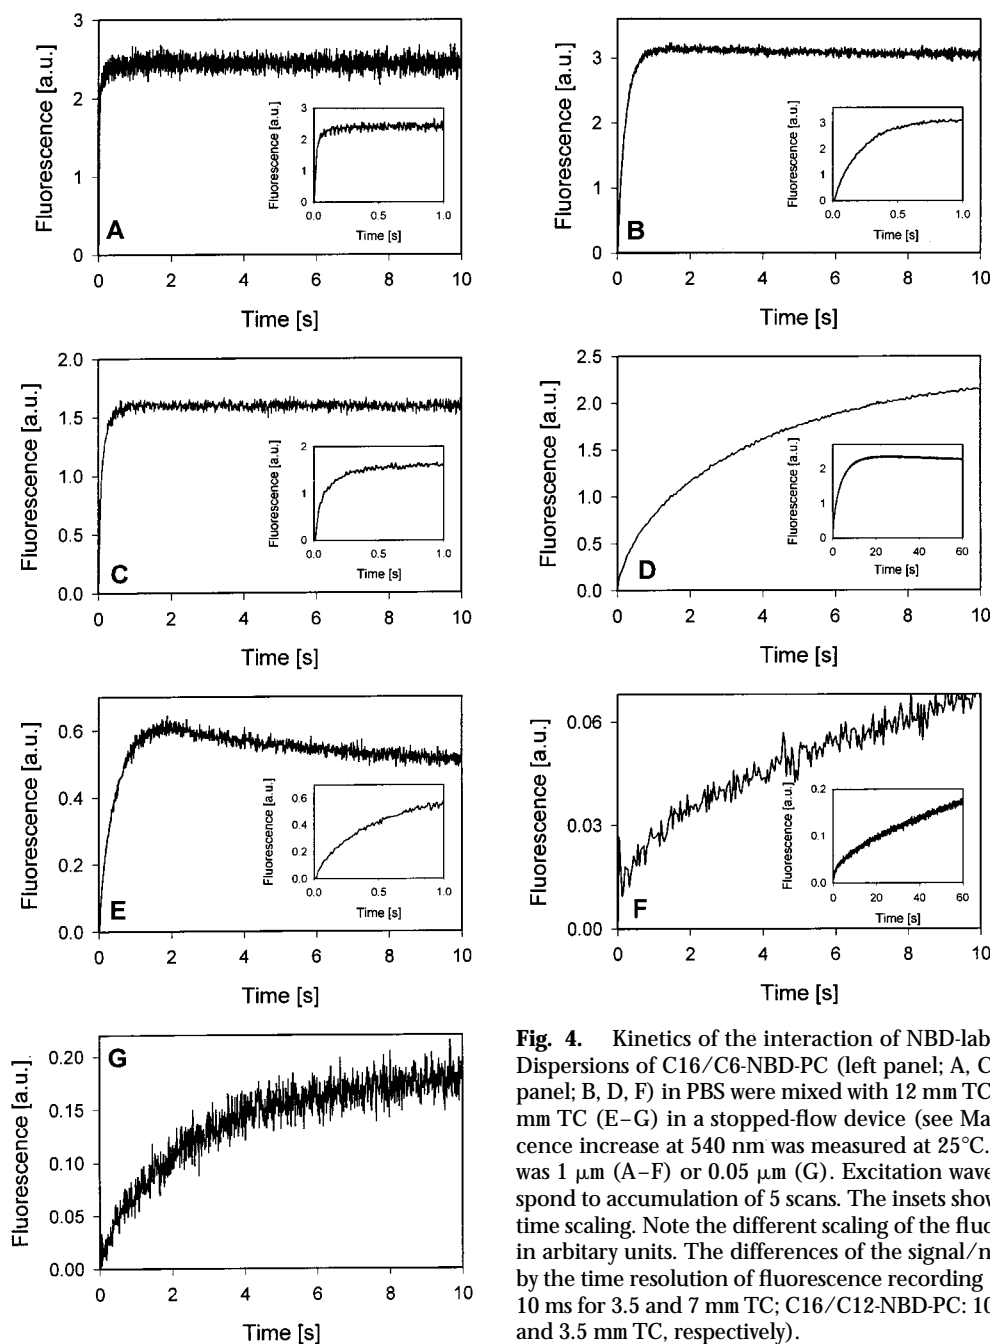 3
2
1
0
Fluorescence [a.u.]
A
0 2 4 6 8 10
Time [s]
3
2
1
0
Fluorescence [a.u.]
0.0 0.5 1.0
Time [s]
3
2
1
0
Fluorescence [a.u.]
B
0 2 4 6 8 10
Time [s]
3
2
1
0
Fluorescence [a.u.]
0.0 0.5 1.0
Time [s]
2.0
1.5
1.0
0.5
0.0
Fluorescence [a.u.]
C
0 2 4 6 8 10
Time [s]
2
1
0
Fluorescence [a.u.]
0.0 0.5 1.0
Time [s]
2.5
2.0
1.5
1.0
0.5
0.0
Fluorescence [a.u.]
D
0 2 4 6 8 10
Time [s]
2
1
0
Fluorescence [a.u.]
0 20 40 60
Time [s]
0.6
0.4
0.2
0.0
Fluorescence [a.u.]
E
0 2 4 6 8 10
Time [s]
0.6
0.4
0.2
0.0
Fluorescence [a.u.]
0.0 0.5 1.0
Time [s]
0.06
0.03
0.00
Fluorescence [a.u.]
F
0 2 4 6 8 10
Time [s]
0.2
0.1
0.0
Fluorescence [a.u.]
0 20 40 60
Time [s]
0.20
0.15
0.10
0.05
0.00
Fluorescence [a.u.]
G
0 2 4 6 8 10
Time [s]
Fig. 4. Kinetics of the interaction of NBD-lab
Dispersions of C16/C6-NBD-PC (left panel; A, C
panel; B, D, F) in PBS were mixed with 12 mm TC
mm TC (E–G) in a stopped-flow device (see Ma
cence increase at 540 nm was measured at 25°C.
was 1 μm (A–F) or 0.05 μm (G). Excitation wave
spond to accumulation of 5 scans. The insets show
time scaling. Note the different scaling of the fluo
in arbitary units. The differences of the signal/n
by the time resolution of fluorescence recording
10 ms for 3.5 and 7 mm TC; C16/C12-NBD-PC: 10
and 3.5 mm TC, respectively).